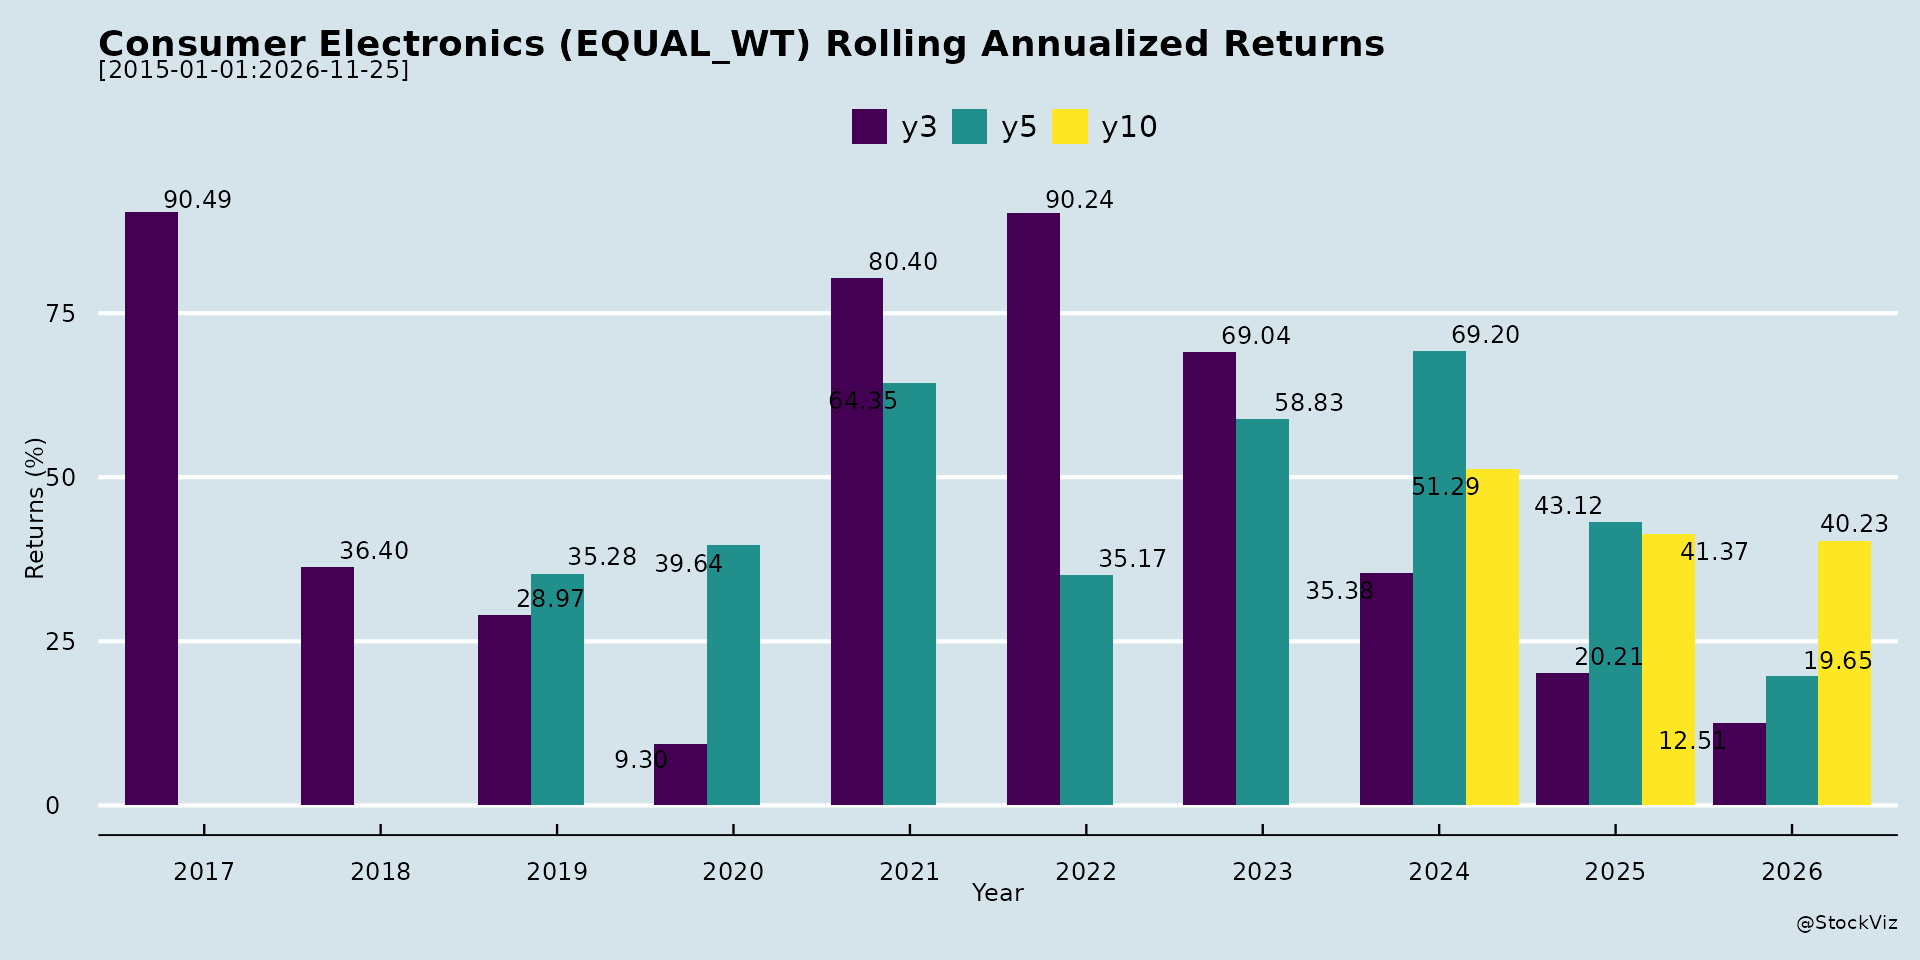 Consumer Electronics (EQUAL_WT) Rolling Annualized Returns
[2015-01-01:2026-11-25]
y3 y5 y10
90.49 90.24
80.40
75
69.04 69.20
64.35 58.83
Returns (%)
50
51.29 43.12 40.23
36.40 35.28 39.64 35.17 41.37
28.97 35.38
25
20.21 19.65
9.30 12.51
0
2017 2018 2019 2020 2021 2022 2023 2024 2025 2026
Year
@StockViz